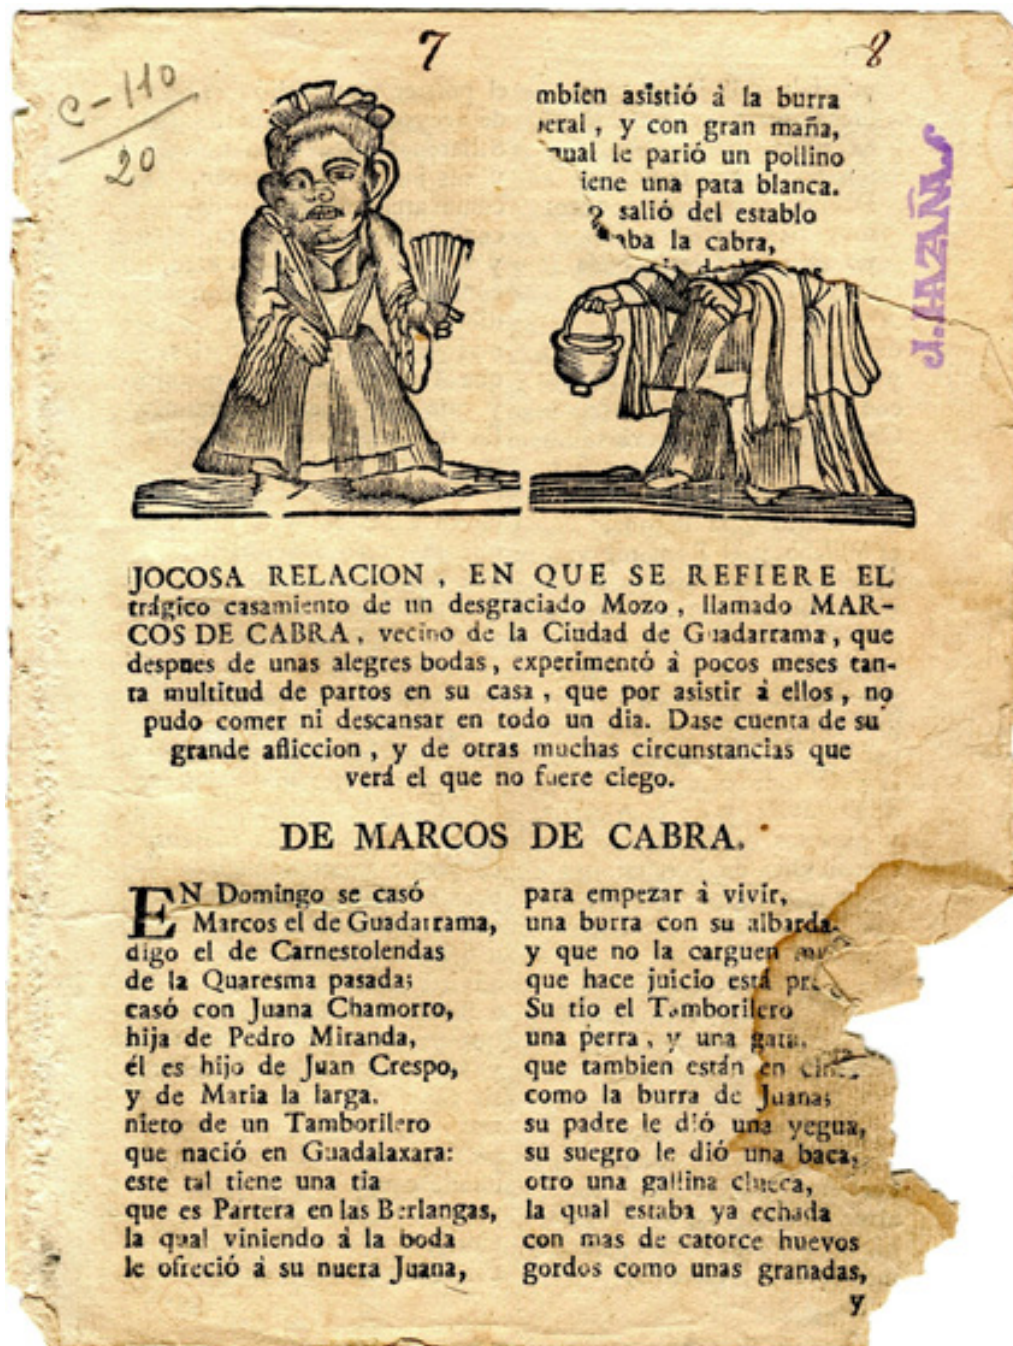 7
8
C-110
20
mbien asistió à la burra
eral, y con gran maña,
qual le parió un pollino
iene una pata blanca.
salió del establo
aba la cabra,
J. HAZAÑAS
JOCOSA RELACION, EN QUE SE REFIERE EL
trágico casamiento de un desgraciado Mozo, llamado MAR-
COS DE CABRA, vecino de la Ciudad de Guadarrama, que
despues de unas alegres bodas, experimentó à pocos meses tan-
ta multitud de partos en su casa, que por asistir à ellos, no
pudo comer ni descansar en todo un dia. Dase cuenta de su
grande afliccion, y de otras muchas circunstancias que
verá el que no fuere ciego.
DE MARCOS DE CABRA.
EN Domingo se casó
Marcos el de Guadarrama,
digo el de Carnestolendas
de la Quaresma pasada;
casó con Juana Chamorro,
hija de Pedro Miranda,
él es hijo de Juan Crespo,
y de Maria la larga.
nieto de un Tamborilero
que nació en Guadalaxara:
este tal tiene una tia
que es Partera en las Berlangas,
la qual viniendo à la boda
le ofreció à su nuera Juana,
para empezar à vivir,
una burra con su albarda
y que no la carguen
que hace juicio está
Su tio el Tamborilero
una perra, y una gata,
que tambien están en
como la burra de Juana;
su padre le dió una yegua,
su suegro le dió una baca,
otro una gallina clueca,
la qual estaba ya echada
con mas de catorce huevos
gordos como unas granadas,
y